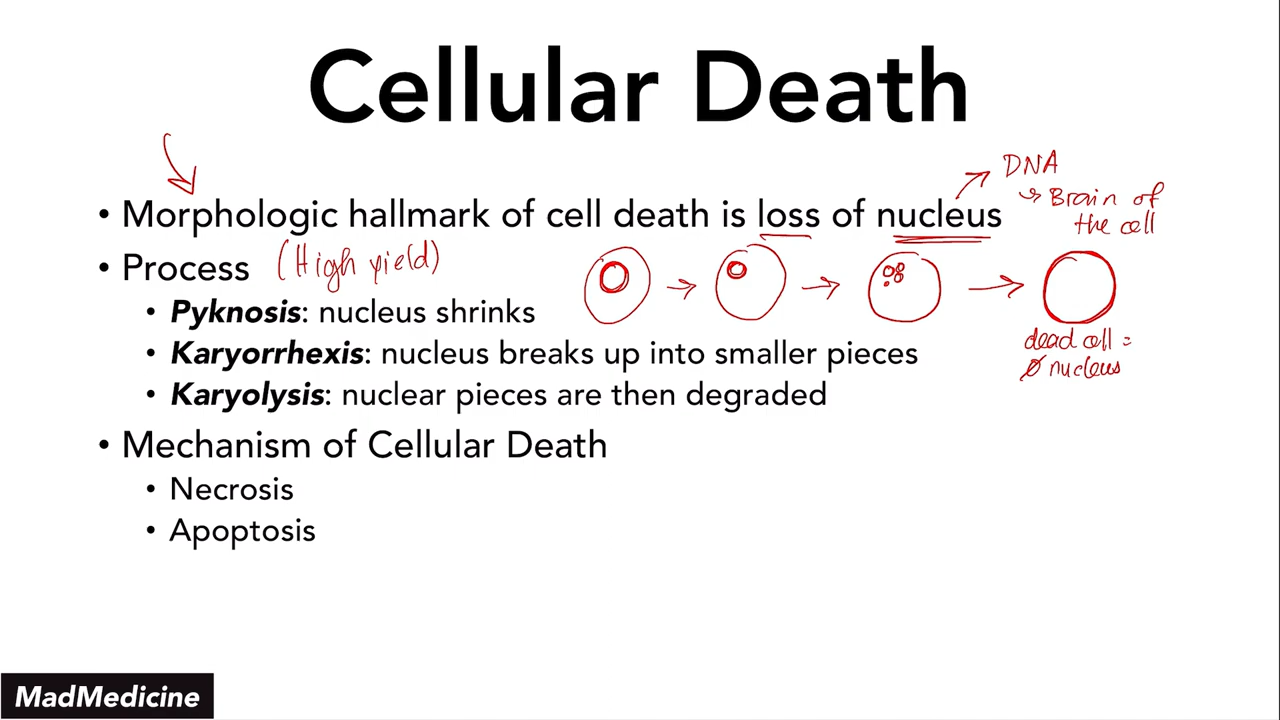 Cellular Death
• Morphologic hallmark of cell death is loss of nucleus
DNA
↳ Brain of
the cell
• Process (High yield)
• Pyknosis: nucleus shrinks
• Karyorrhexis: nucleus breaks up into smaller pieces
• Karyolysis: nuclear pieces are then degraded
dead cell =
Ø nucleus
• Mechanism of Cellular Death
• Necrosis
• Apoptosis
MadMedicine